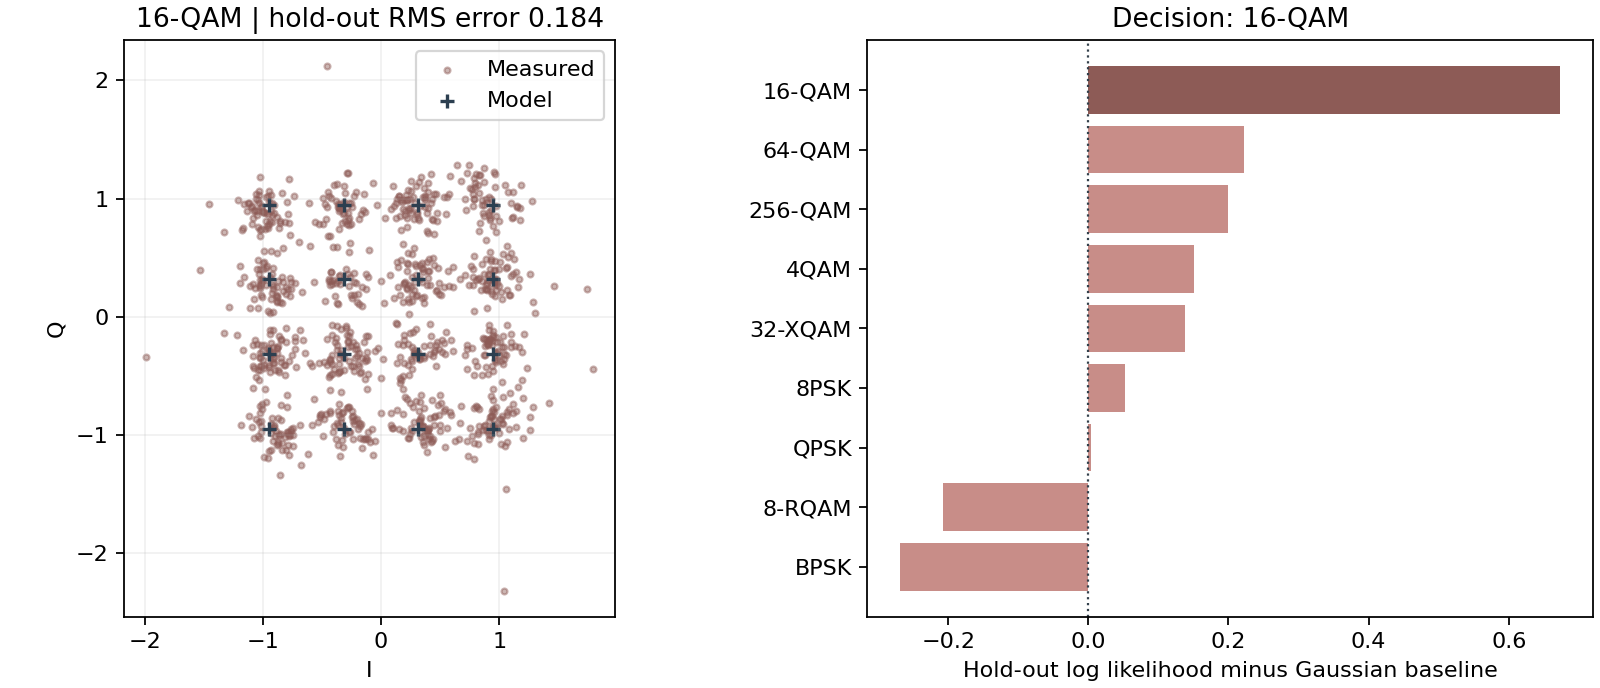 16-QAM | hold-out RMS error 0.184
Measured
Model
2
1
0
−1
−2
Q
−2
−1
0
1
I
Decision: 16-QAM
16-QAM
64-QAM
256-QAM
4QAM
32-XQAM
8PSK
QPSK
8-RQAM
BPSK
−0.2
0.0
0.2
0.4
0.6
Hold-out log likelihood minus Gaussian baseline